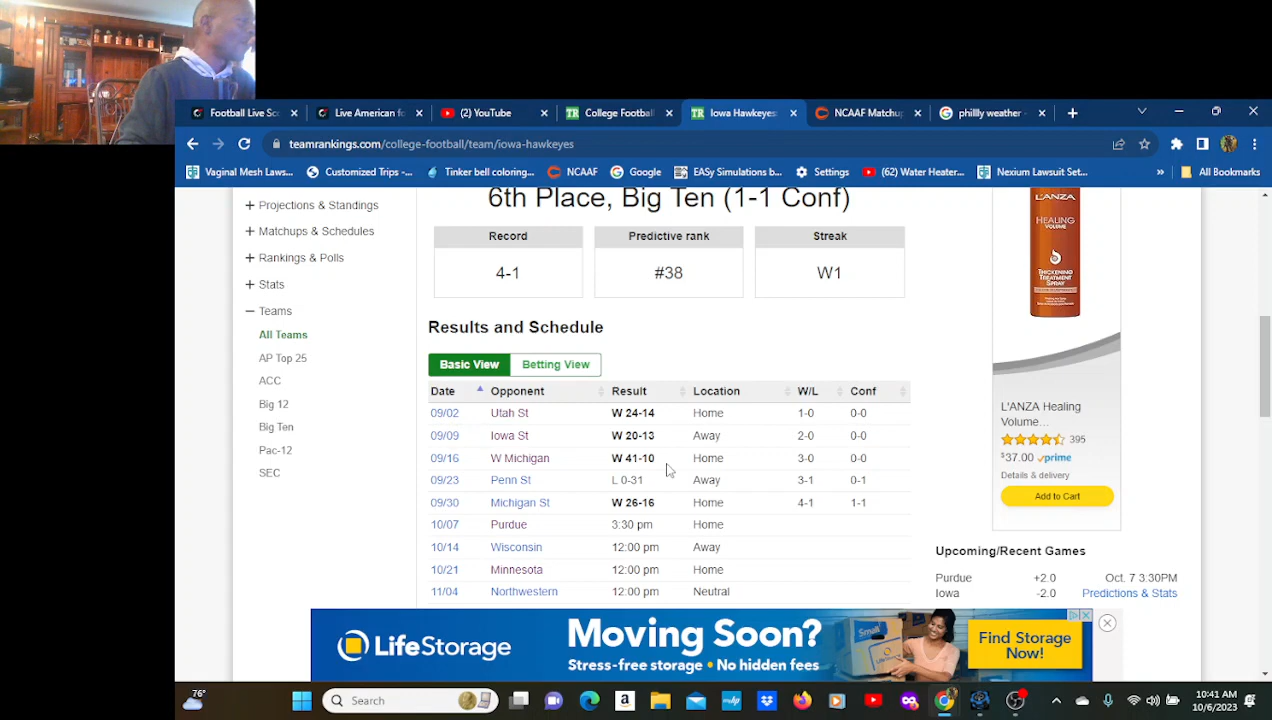 Football Live Sc
Live American fo
(2) YouTube
College Footbal
Iowa Hawkeyes
NCAAF Matchup
phillly weather -
teamrankings.com/college-football/team/iowa-hawkeyes
Vaginal Mesh Laws...
Customized Trips -...
Tinker bell coloring...
NCAAF
Google
EASy Simulations b...
Settings
(62) Water Heater...
Nexium Lawsuit Set...
»
All Bookmarks
+ Projections & Standings
+ Matchups & Schedules
+ Rankings & Polls
+ Stats
— Teams
All Teams
AP Top 25
ACC
Big 12
Big Ten
Pac-12
SEC
6th Place, Big Ten (1-1 Conf)
Record Predictive rank Streak
4-1 #38 W1
Results and Schedule
Basic View Betting View
Date Opponent Result Location W/L Conf
09/02 Utah St W 24-14 Home 1-0 0-0
09/09 Iowa St W 20-13 Away 2-0 0-0
09/16 W Michigan W 41-10 Home 3-0 0-0
09/23 Penn St L 0-31 Away 3-1 0-1
09/30 Michigan St W 26-16 Home 4-1 1-1
10/07 Purdue 3:30 pm Home
10/14 Wisconsin 12:00 pm Away
10/21 Minnesota 12:00 pm Home
11/04 Northwestern 12:00 pm Neutral
L'ANZA
HEALING
VOLUME
THICKENING
TREATMENT
SPRAY
L'ANZA Healing
Volume...
395
$37.00 prime
Details & delivery
Add to Cart
Upcoming/Recent Games
Purdue +2.0 Oct. 7 3:30PM
Iowa -2.0 Predictions & Stats
LifeStorage
Moving Soon?
Stress-free storage • No hidden fees
Small
Find Storage
Now!
76°
Search
10:41 AM
10/6/2023